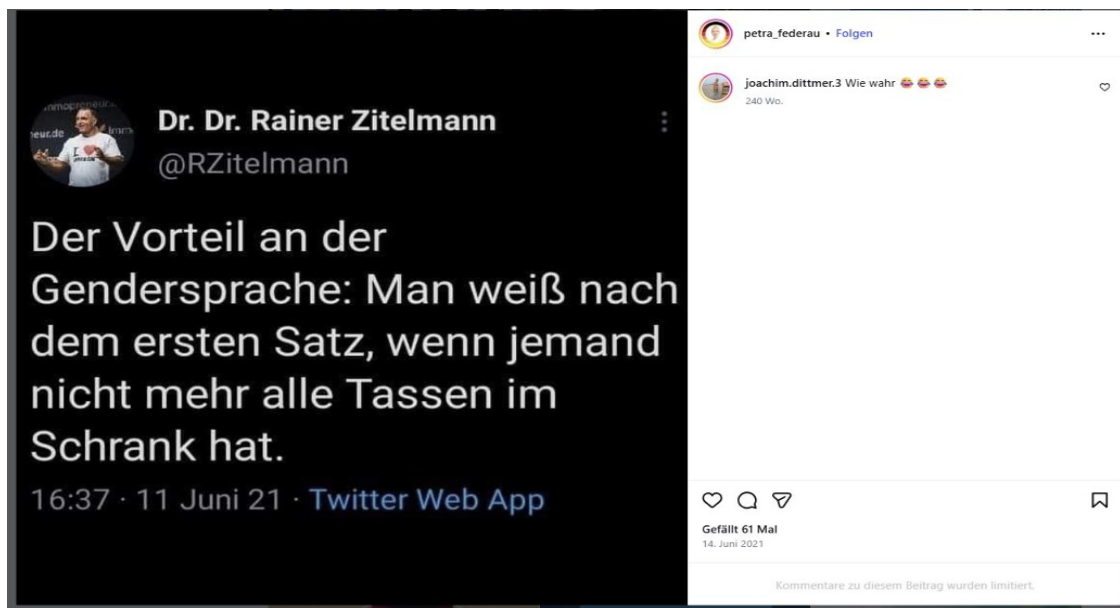 Dr. Dr. Rainer Zitelmann
@RZitelmann
Der Vorteil an der
Gendersprache: Man weiß nach
dem ersten Satz, wenn jemand
nicht mehr alle Tassen im
Schrank hat.
16:37 · 11 Juni 21 · Twitter Web App
petra_federau • Folgen
joachim.dittmer.3 Wie wahr 😂 😂 😂
240 Wo.
Gefällt 61 Mal
14. Juni 2021
Kommentare zu diesem Beitrag wurden limitiert.